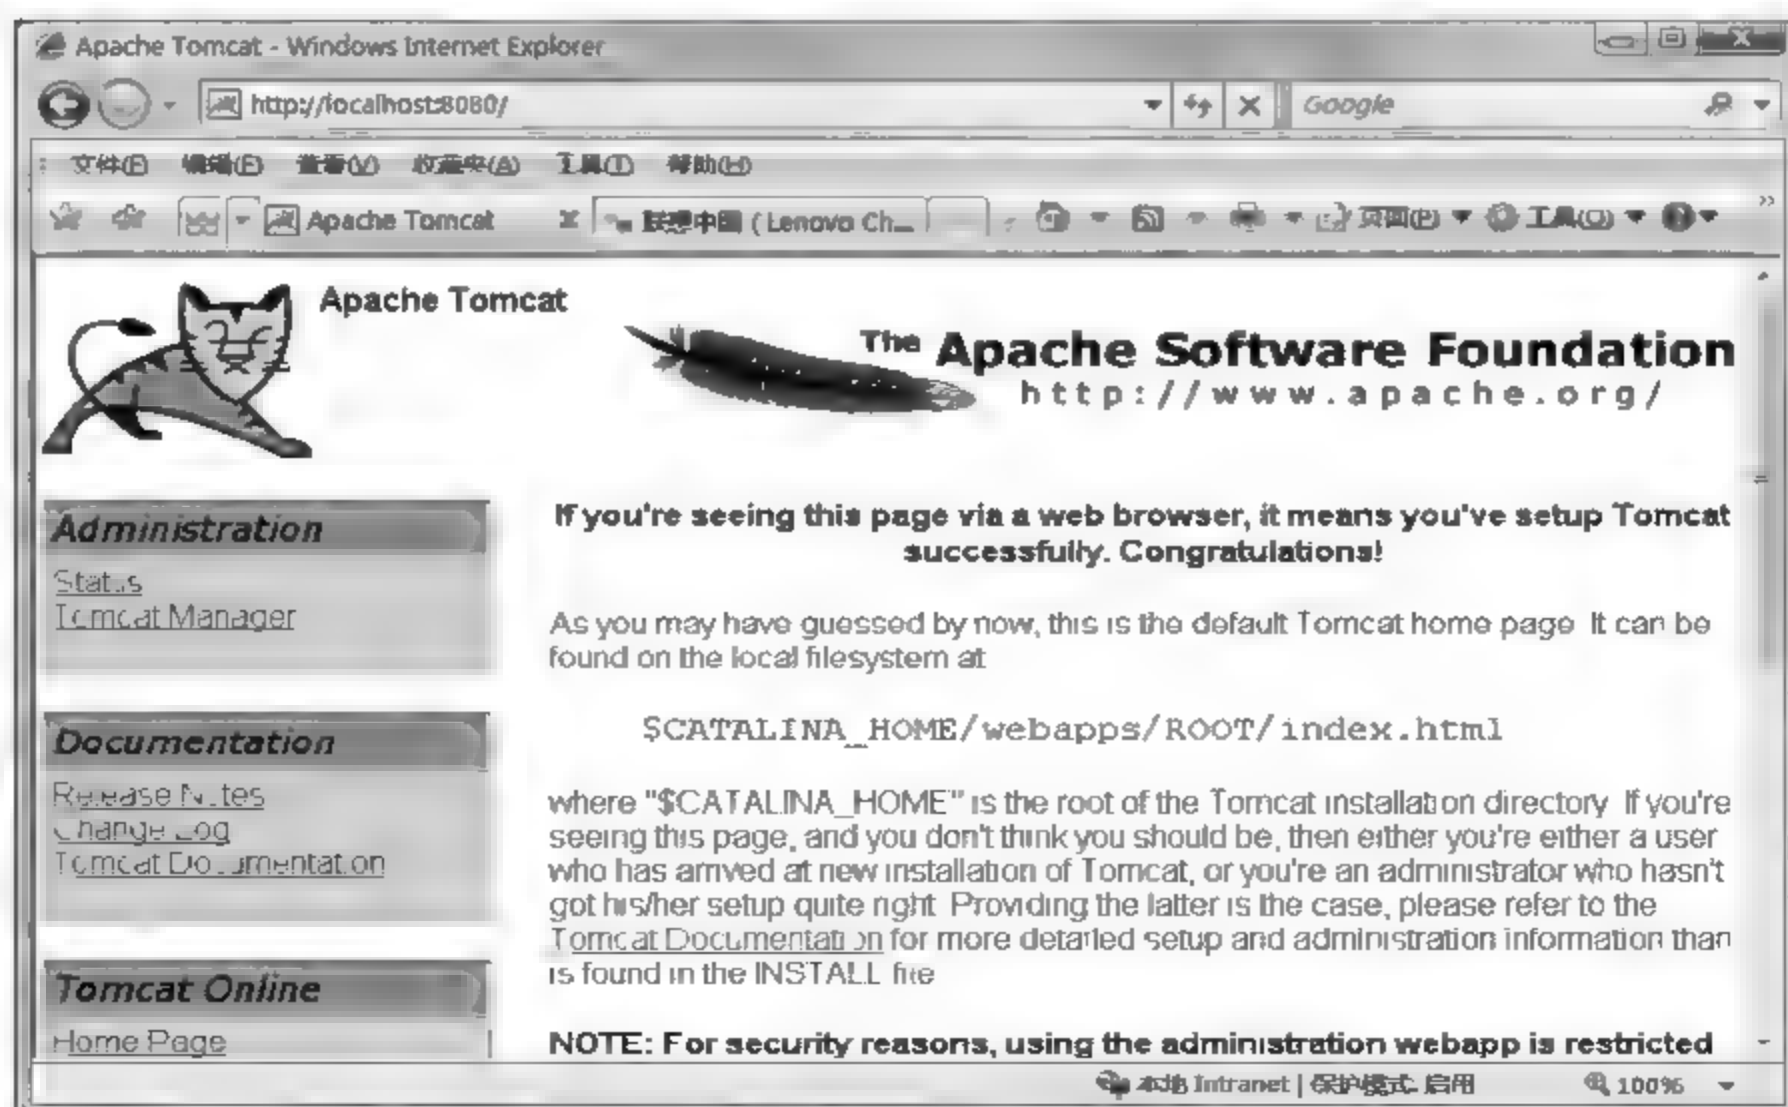 Apache Tomcat - Windows Internet Explorer
http://localhost:8080/
Google
文件(F) 编辑(E) 查看(V) 收藏夹(A) 工具(T) 帮助(H)
Apache Tomcat
联想中国 (Lenovo Ch...
页面(P)
工具(O)
Apache Tomcat
The Apache Software Foundation
http://www.apache.org/
Administration
Status
Tomcat Manager
Documentation
Release Notes
Change Log
Tomcat Documentation
Tomcat Online
Home Page
If you're seeing this page via a web browser, it means you've setup Tomcat
successfully. Congratulations!
As you may have guessed by now, this is the default Tomcat home page. It can be
found on the local filesystem at:
$CATALINA_HOME/webapps/ROOT/index.html
where "$CATALINA_HOME" is the root of the Tomcat installation directory. If you're
seeing this page, and you don't think you should be, then either you're either a user
who has arrived at new installation of Tomcat, or you're an administrator who hasn't
got his/her setup quite right. Providing the latter is the case, please refer to the
Tomcat Documentation for more detailed setup and administration information than
is found in the INSTALL file.
NOTE: For security reasons, using the administration webapp is restricted
本地 Intranet | 保护模式: 启用
100%